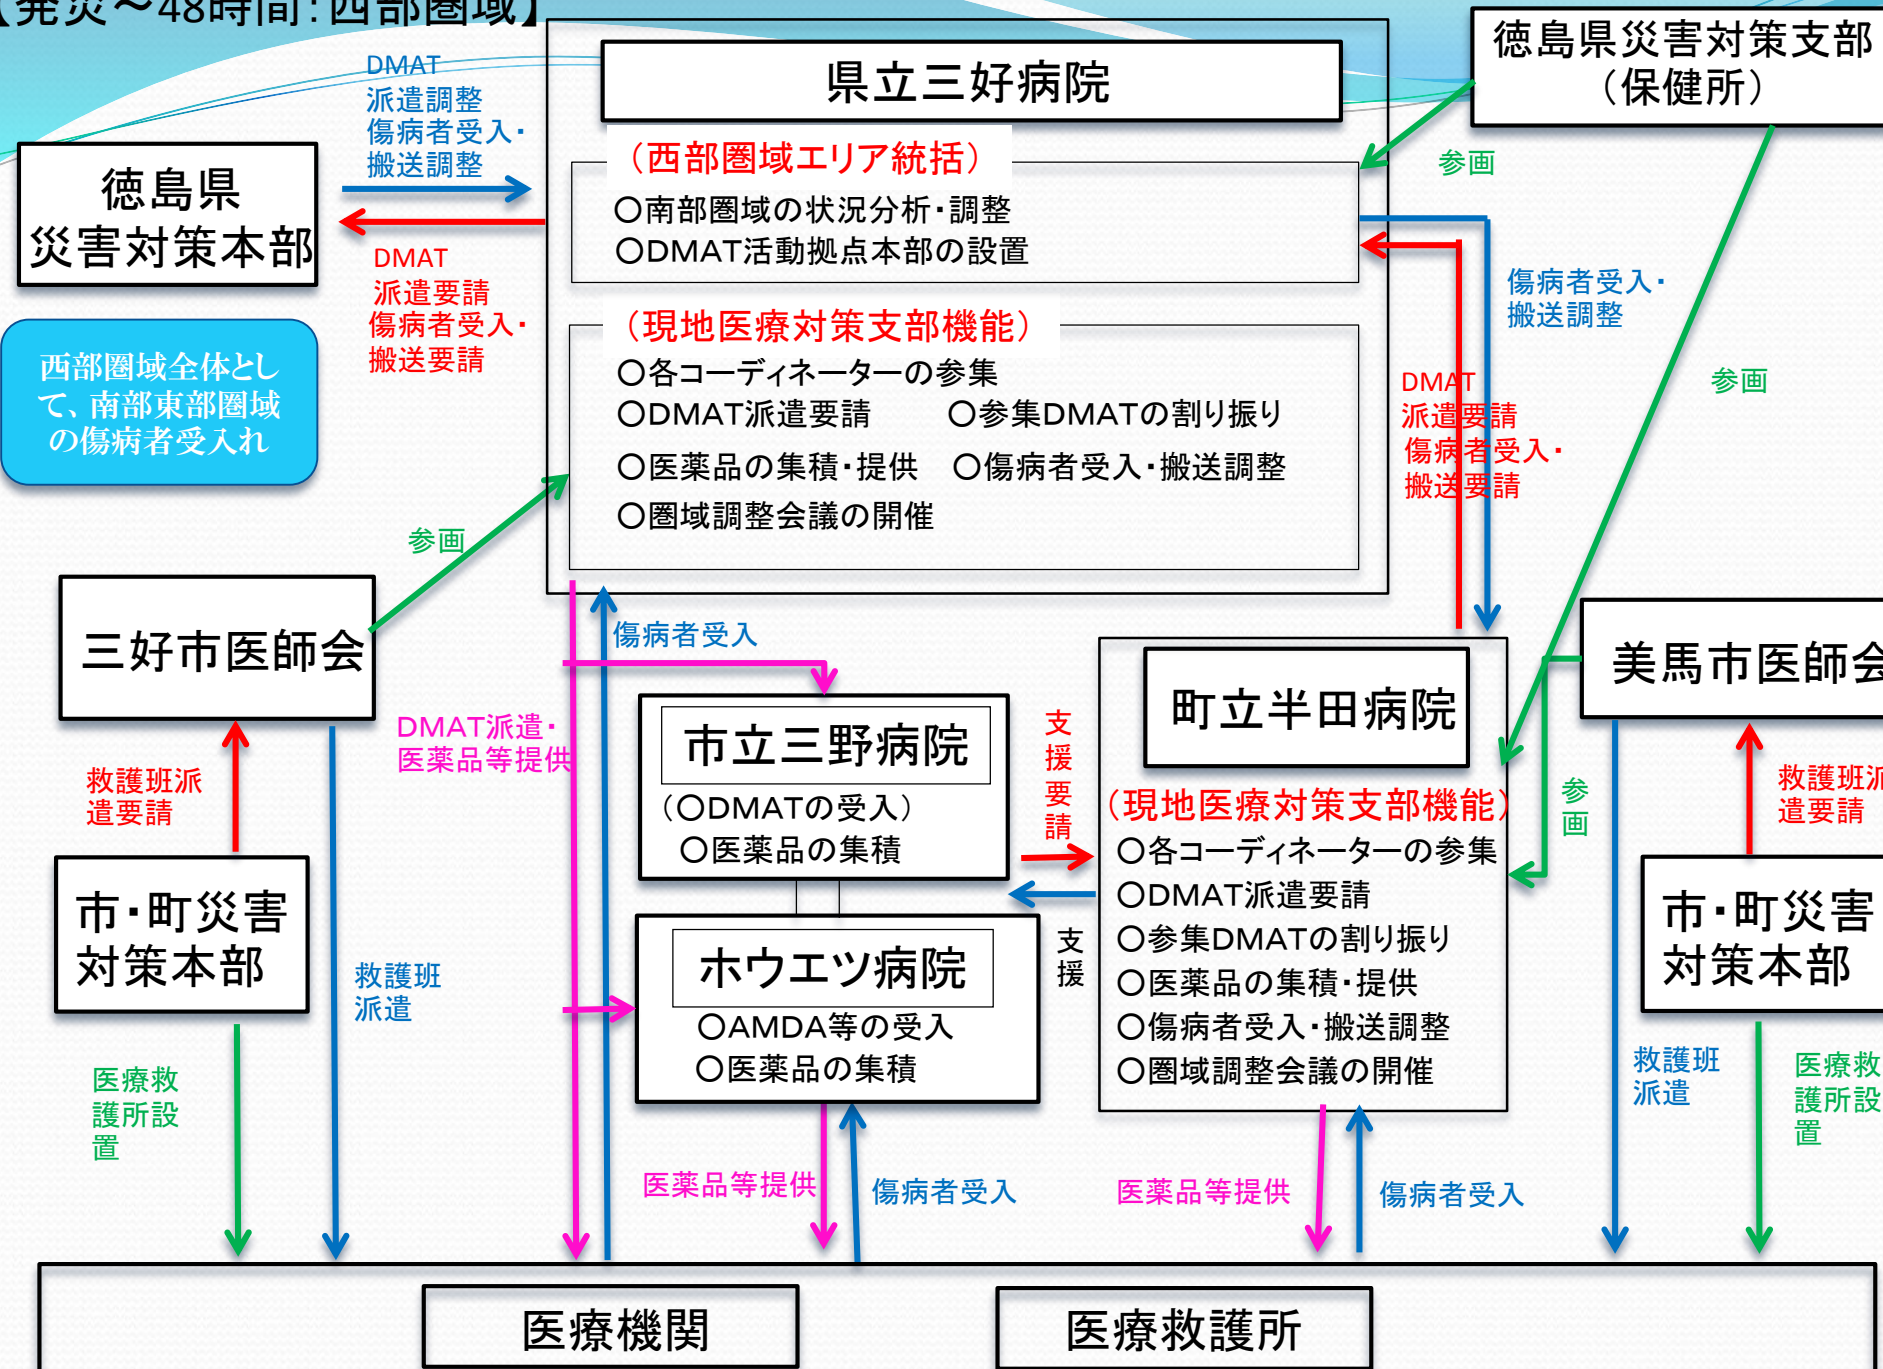 【発災～48時間：西部圏域】
県立三好病院
徳島県災害対策支部
（保健所）
DMAT
派遣調整
傷病者受入・
搬送調整
徳島県
災害対策本部
DMAT
派遣要請
傷病者受入・
搬送要請
（西部圏域エリア統括）
○南部圏域の状況分析・調整
○DMAT活動拠点本部の設置
参画
傷病者受入・
搬送調整
西部圏域全体とし
て、南部東部圏域
の傷病者受入れ
（現地医療対策支部機能）
○各コーディネーターの参集
○DMAT派遣要請　○参集DMATの割り振り
○医薬品の集積・提供　○傷病者受入・搬送調整
○圏域調整会議の開催
DMAT
派遣要請
傷病者受入・
搬送要請
参画
参画
三好市医師会
傷病者受入
DMAT派遣・
医薬品等提供
市立三野病院
（○DMATの受入）
○医薬品の集積
支援要請
支援
町立半田病院
（現地医療対策支部機能）
○各コーディネーターの参集
○DMAT派遣要請
○参集DMATの割り振り
○医薬品の集積・提供
○傷病者受入・搬送調整
○圏域調整会議の開催
美馬市医師会
参画
救護班派
遣要請
救護班派
遣要請
市・町災害
対策本部
救護班
派遣
ホウエツ病院
○AMDA等の受入
○医薬品の集積
市・町災害
対策本部
医療救
護所設
置
救護班
派遣
医療救
護所設
置
医薬品等提供
傷病者受入
医薬品等提供
傷病者受入
医療機関
医療救護所